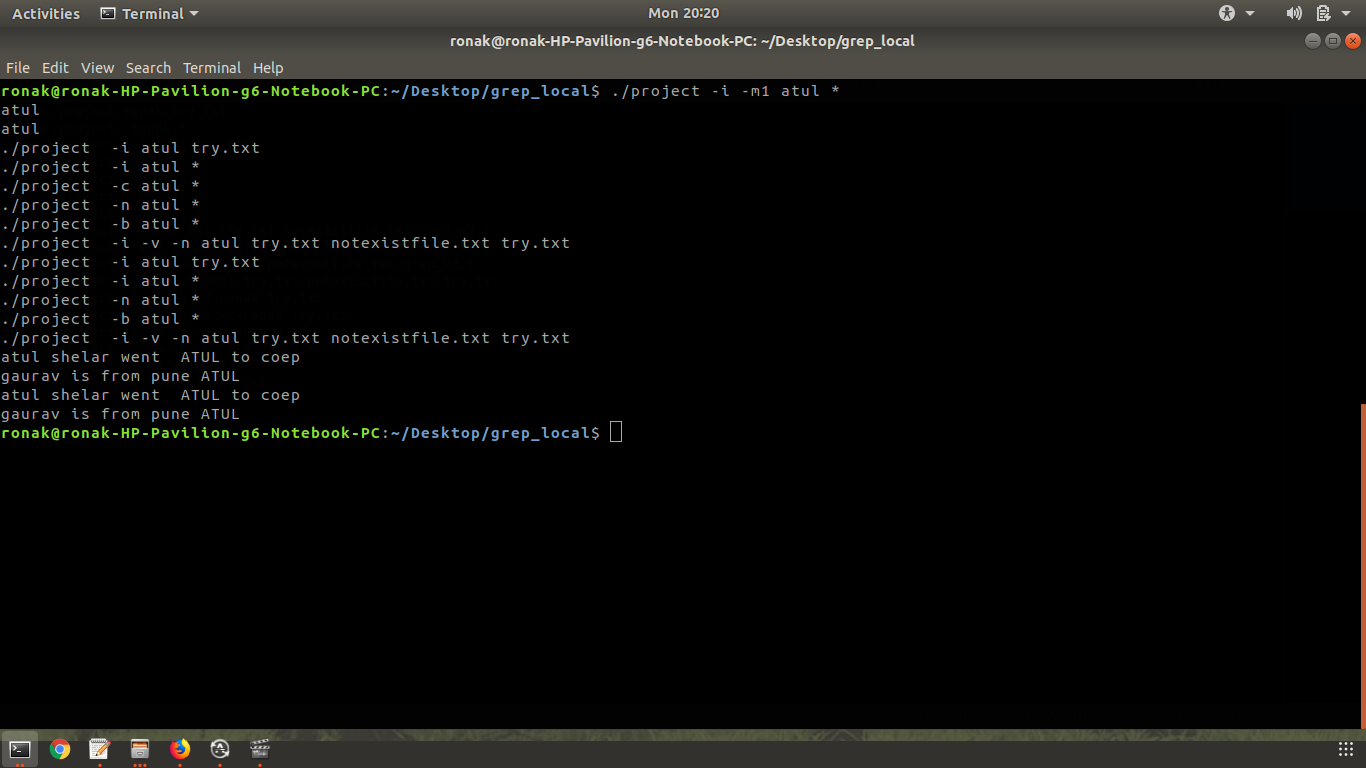 Activities Terminal Mon 20:20
ronak@ronak-HP-Pavilion-g6-Notebook-PC: ~/Desktop/grep_local
File Edit View Search Terminal Help
ronak@ronak-HP-Pavilion-g6-Notebook-PC:~/Desktop/grep_local$ ./project -i -m1 atul *
atul
atul
./project  -i atul try.txt
./project  -i atul *
./project  -c atul *
./project  -n atul *
./project  -b atul *
./project  -i -v -n atul try.txt notexistfile.txt try.txt
./project  -i atul try.txt
./project  -i atul *
./project  -n atul *
./project  -b atul *
./project  -i -v -n atul try.txt notexistfile.txt try.txt
atul shelar went  ATUL to coep
gaurav is from pune ATUL
atul shelar went  ATUL to coep
gaurav is from pune ATUL
ronak@ronak-HP-Pavilion-g6-Notebook-PC:~/Desktop/grep_local$